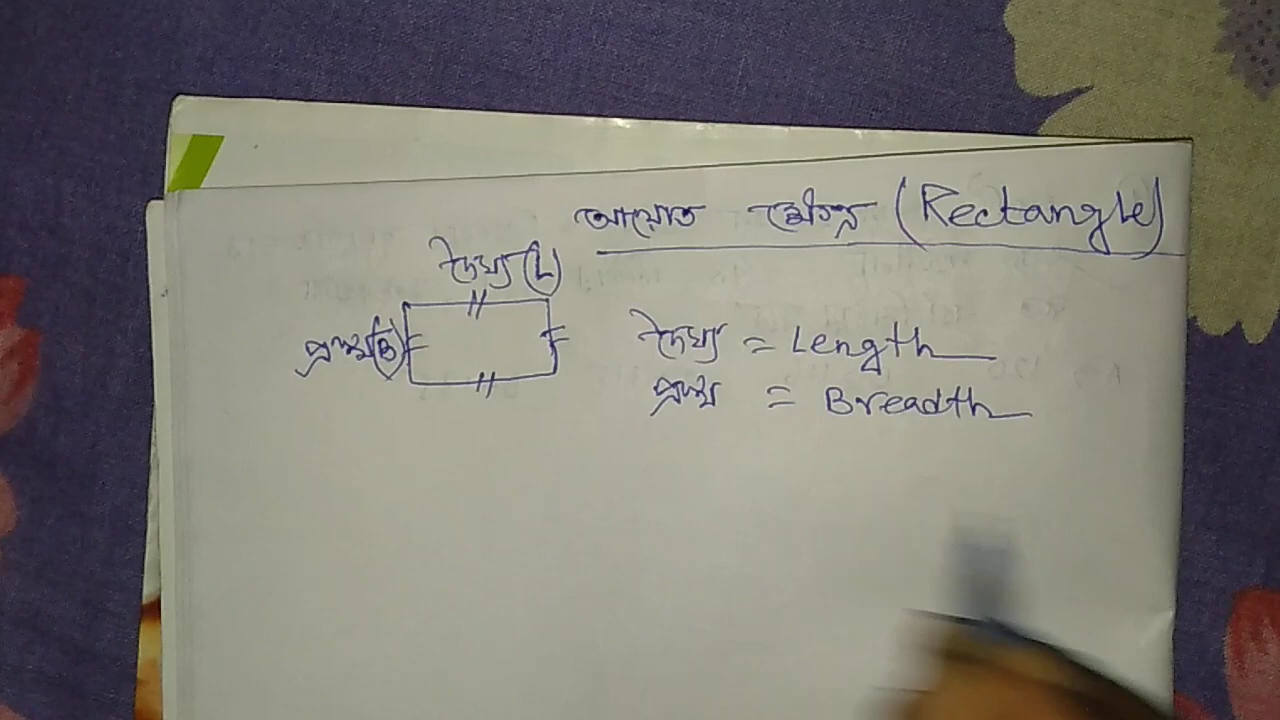 আয়াত ক্ষেত্র (Rectangle)
দৈর্ঘ্য (L)
প্রস্থ (B)
দৈর্ঘ্য = Length
প্রস্থ = Breadth